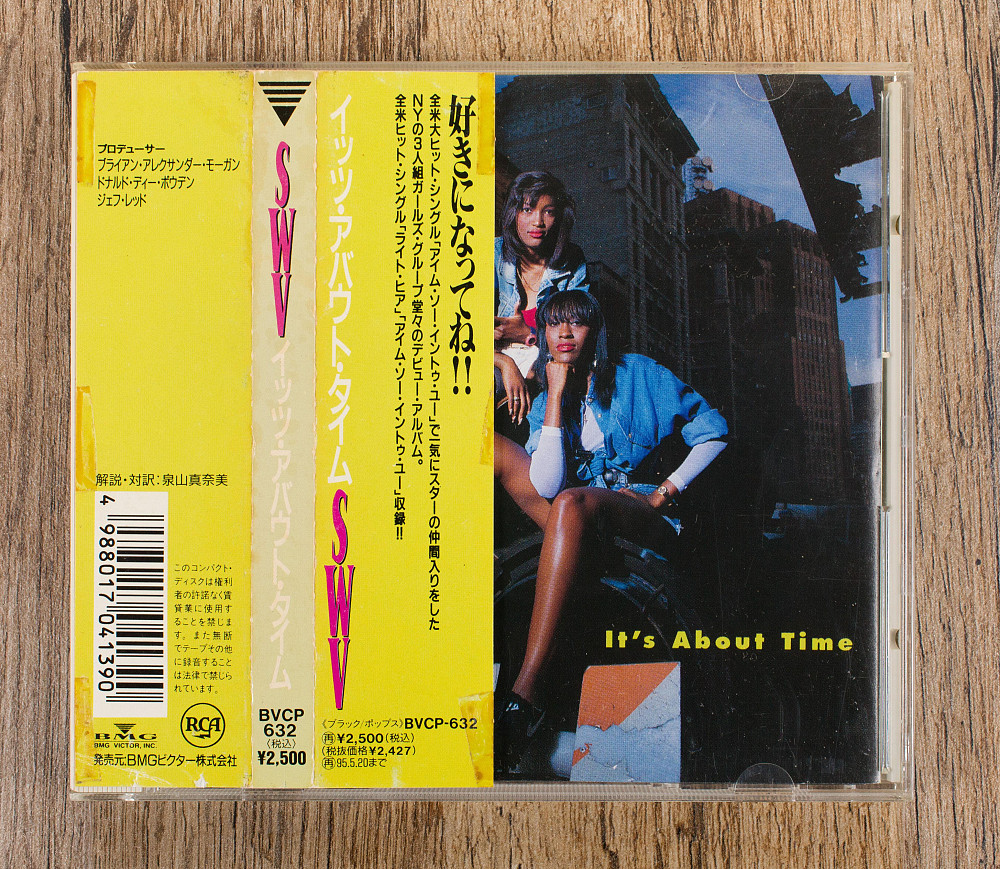 プロデューサー
ブライアン・アレクサンダー・モーガン
ドナルド・ディー・ボウデン
ジェフ・レッド
解説・対訳：泉山真奈美
4 988017 041390
このコンパクト・
ディスクは権利
者の許諾なく賃
貸業に使用す
ることを禁じま
す。また無断
でテープその他
に録音すること
は法律で禁じら
れています。
BMG
BMG VICTOR, INC.
RCA
発売元：BMGビクター株式会社
SWV
イッツ・アバウト・タイム
BVCP
632
〈税込〉
¥2,500
イッツ・アバウト・タイム
SWV
好きになってね!!
全米大ヒット・シングル「アイム・ソー・イントゥ・ユー」で一気にスターの仲間入りをした
NYの3人組ガールズ・グループ堂々のデビュー・アルバム。
全米ヒット・シングル「ライト・ヒア」「アイム・ソー・イントゥ・ユー」収録!!
〈ブラック/ポップス〉BVCP-632
再¥2,500(税込)
(税抜価格¥2,427)
再95.5.20まで
It's About Time